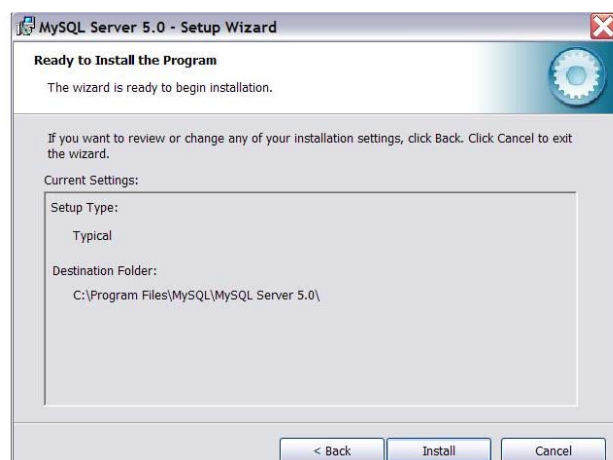 MySQL Server 5.0 - Setup Wizard
Ready to Install the Program
The wizard is ready to begin installation.
If you want to review or change any of your installation settings, click Back. Click Cancel to exit
the wizard.
Current Settings:
Setup Type:
Typical
Destination Folder:
C:\Program Files\MySQL\MySQL Server 5.0\
< Back
Install
Cancel